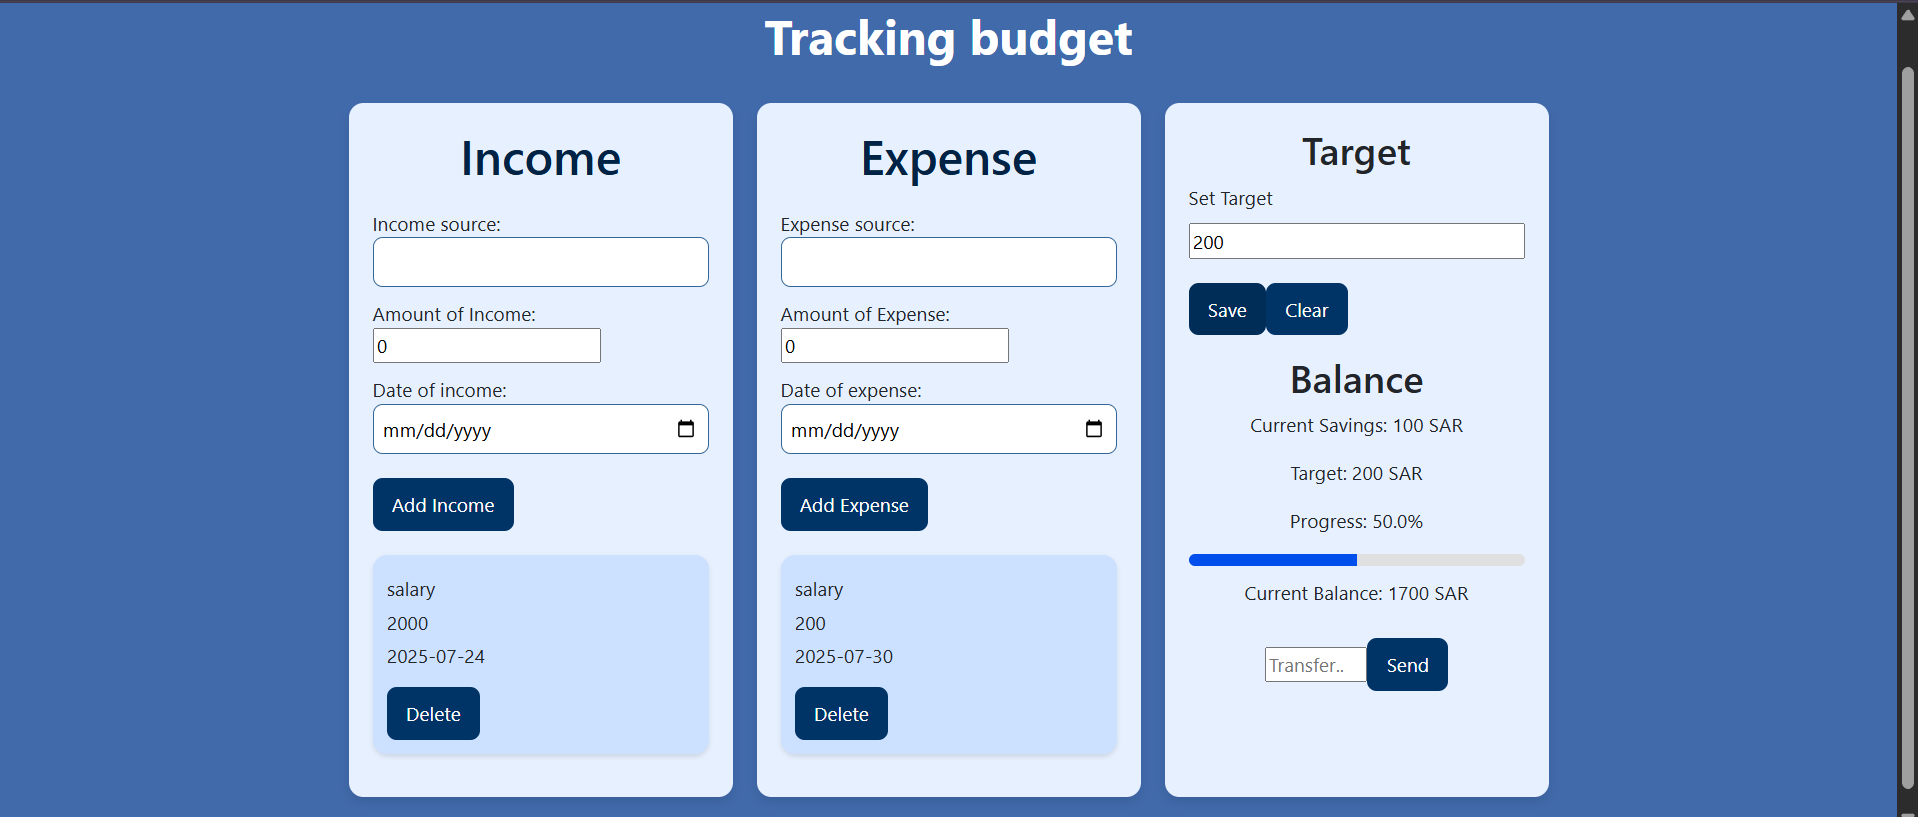 Tracking budget
Income
Income source:
Amount of Income:
0
Date of income:
mm/dd/yyyy
Add Income
salary
2000
2025-07-24
Delete
Expense
Expense source:
Amount of Expense:
0
Date of expense:
mm/dd/yyyy
Add Expense
salary
200
2025-07-30
Delete
Target
Set Target
200
Save Clear
Balance
Current Savings: 100 SAR
Target: 200 SAR
Progress: 50.0%
Current Balance: 1700 SAR
Transfer.. Send